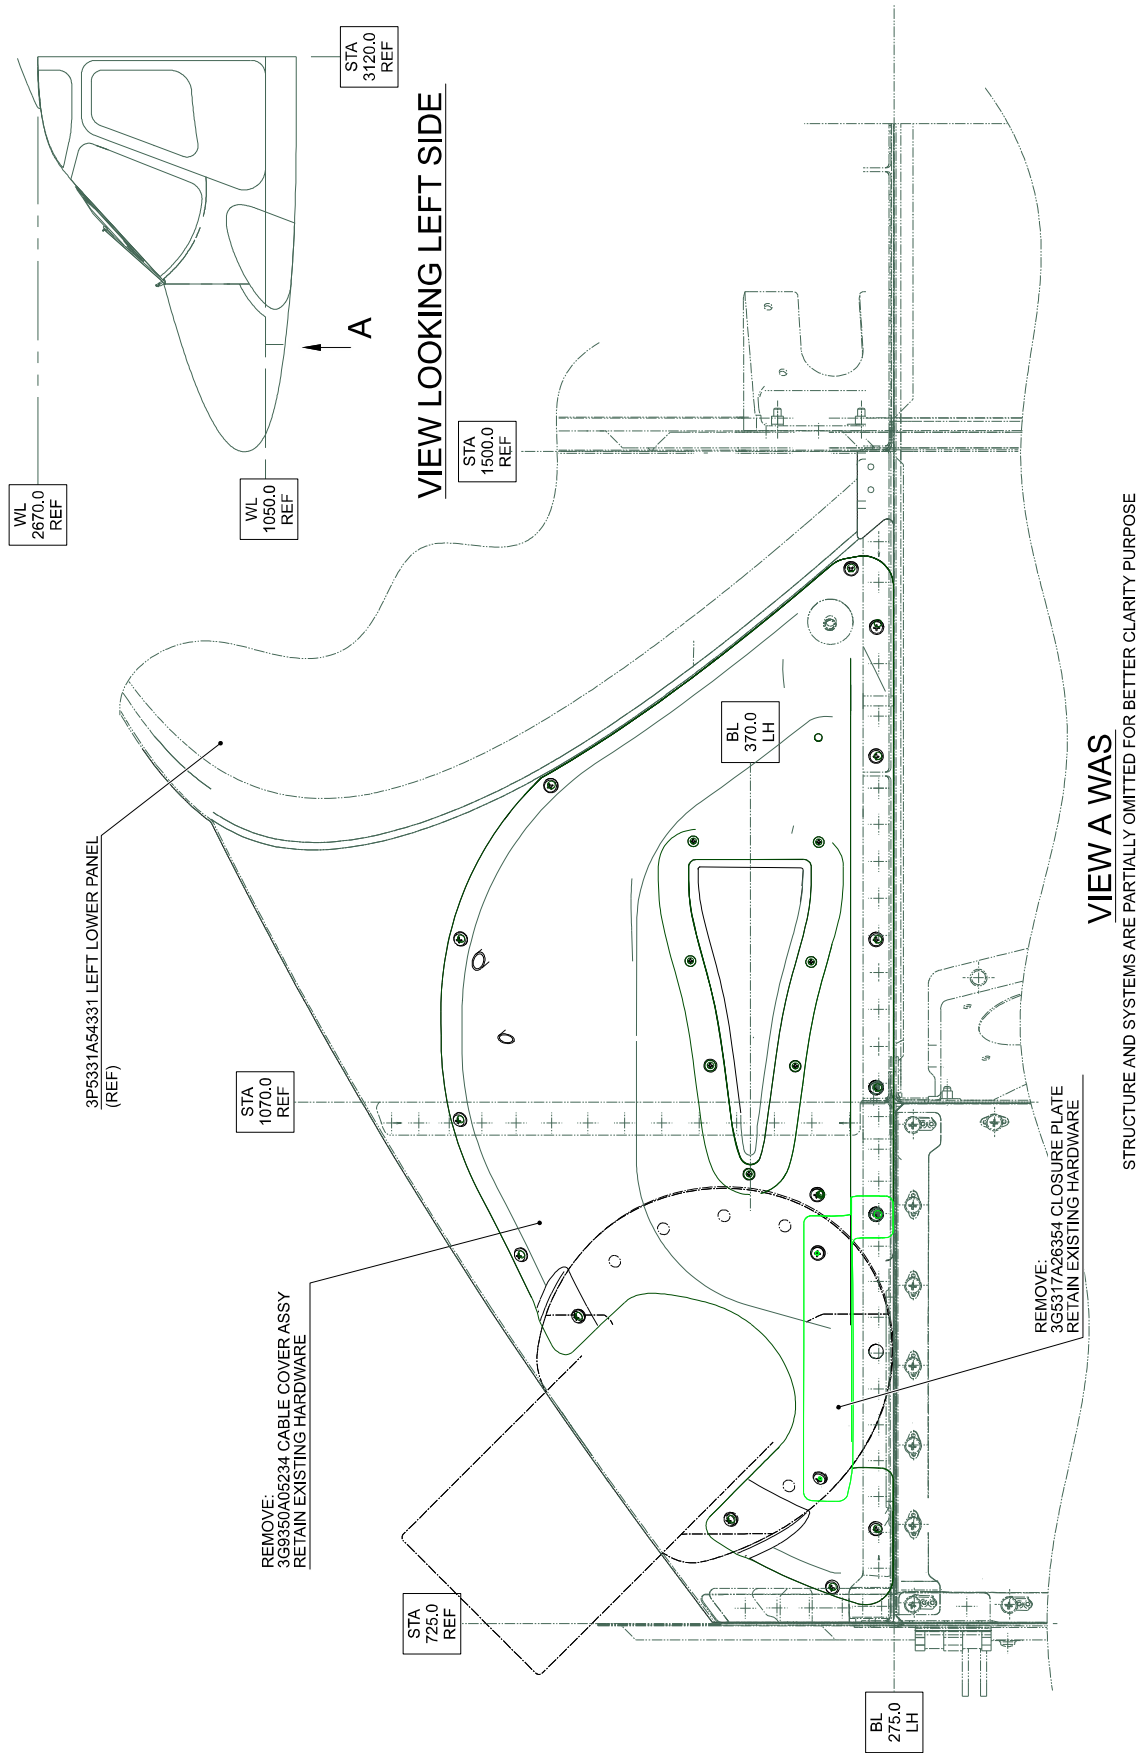 WL
2670.0
REF
STA
3120.0
REF
WL
1050.0
REF
A
VIEW LOOKING LEFT SIDE
STA
1500.0
REF
3P5331A54331 LEFT LOWER PANEL
(REF)
STA
1070.0
REF
BL
370.0
LH
REMOVE:
3G9350A05234 CABLE COVER ASSY
RETAIN EXISTING HARDWARE
REMOVE:
3G5317A26354 CLOSURE PLATE
RETAIN EXISTING HARDWARE
STA
725.0
REF
BL
275.0
LH
VIEW A WAS
STRUCTURE AND SYSTEMS ARE PARTIALLY OMITTED FOR BETTER CLARITY PURPOSE